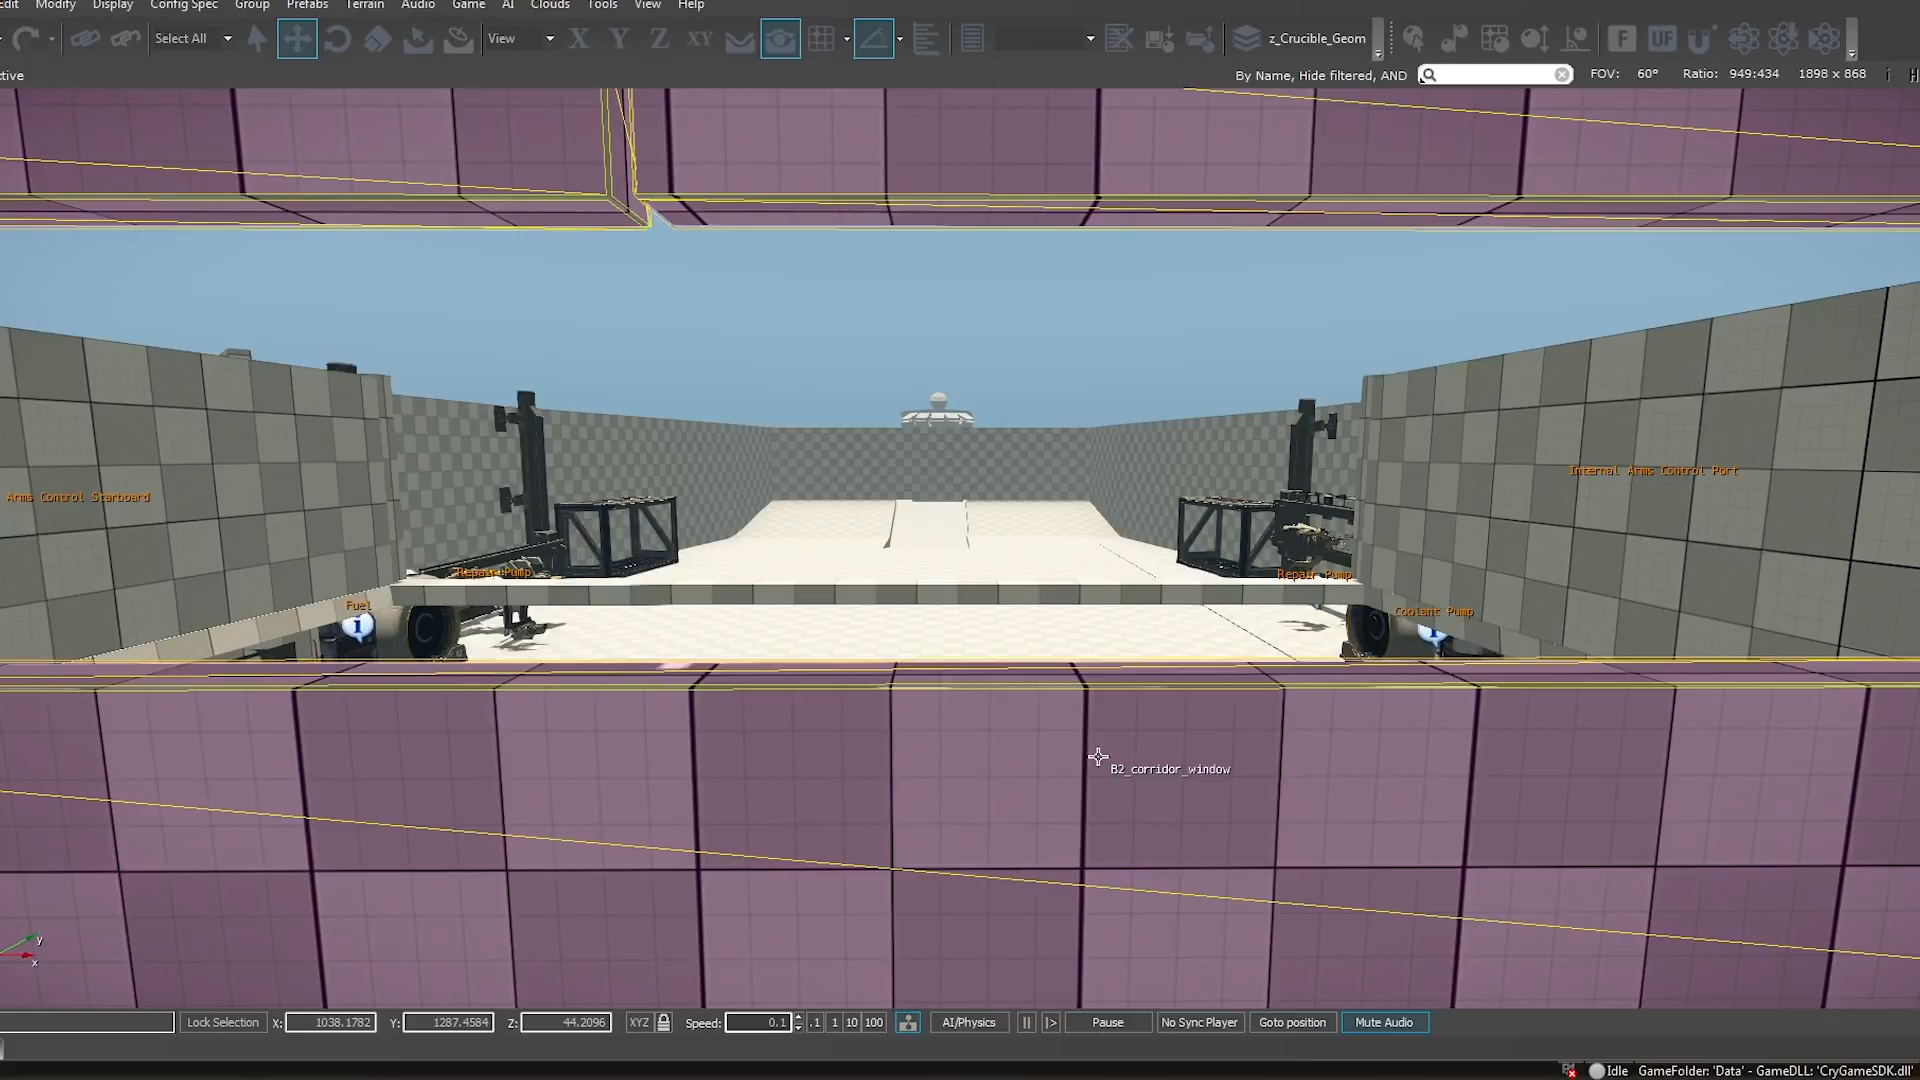 Edit Modify Display Config Spec Group Prefabs Terrain Audio Game AI Clouds Tools View Help
Select All View X Y Z XY z_Crucible_Geom F UF U
ctive By Name, Hide filtered, AND FOV: 60° Ratio: 949:434 1898 x 868 i H
Internal Arms Control Port
Arms Control Starboard
Repair Pump Repair Pump
Fuel Coolant Pump
B2_corridor_window
y
x
Lock Selection X: 1038.1782 Y: 1287.4584 Z: 44.2096 XYZ Speed: 0.1 .1 1 10 100 AI/Physics Pause No Sync Player Goto position Mute Audio
Idle GameFolder: 'Data' - GameDLL: 'CryGameSDK.dll'